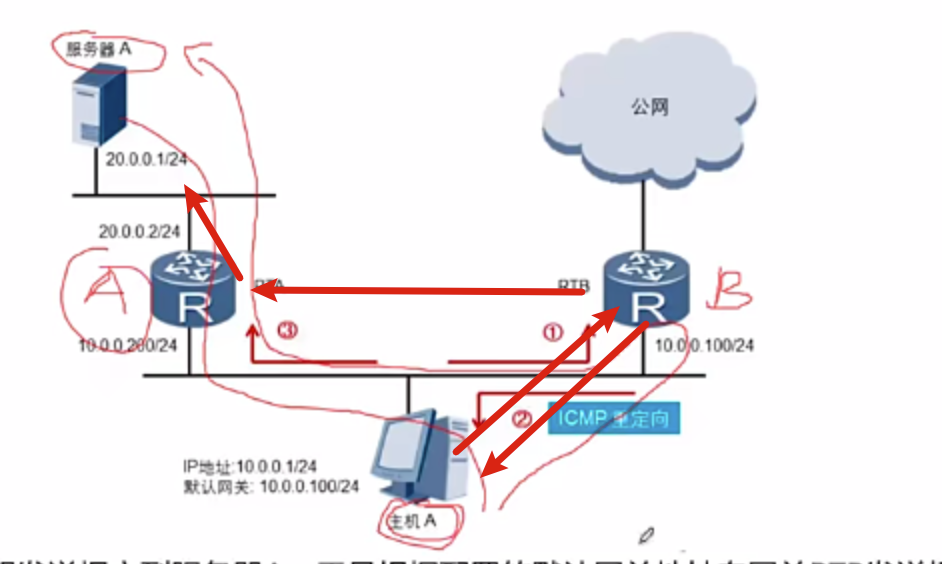 服务器 A
公网
20.0.0.1/24
20.0.0.2/24
A
RTB
B
R
R
③
①
10.0.0.200/24
10.0.0.100/24
②
ICMP 重定向
IP地址:10.0.0.1/24
默认网关: 10.0.0.100/24
主机 A